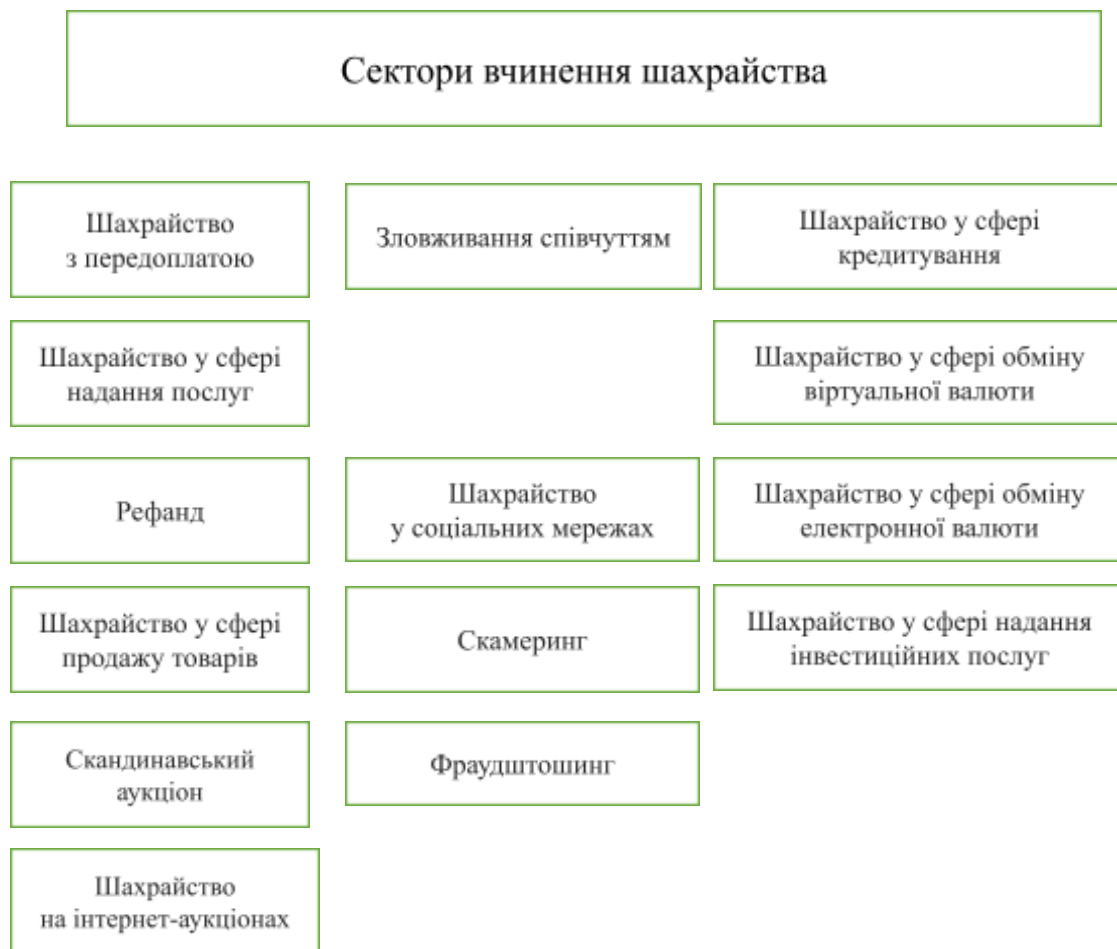 Сектори вчинення шахрайства
Шахрайство
з передоплатою
Зловживання співчуттям
Шахрайство у сфері
кредитування
Шахрайство у сфері
надання послуг
Шахрайство у сфері обміну
віртуальної валюти
Рефанд
Шахрайство
у соціальних мережах
Шахрайство у сфері обміну
електронної валюти
Шахрайство у сфері
продажу товарів
Скамеринг
Шахрайство у сфері надання
інвестиційних послуг
Скандинавський
аукціон
Фраудштошинг
Шахрайство
на інтернет-аукціонах